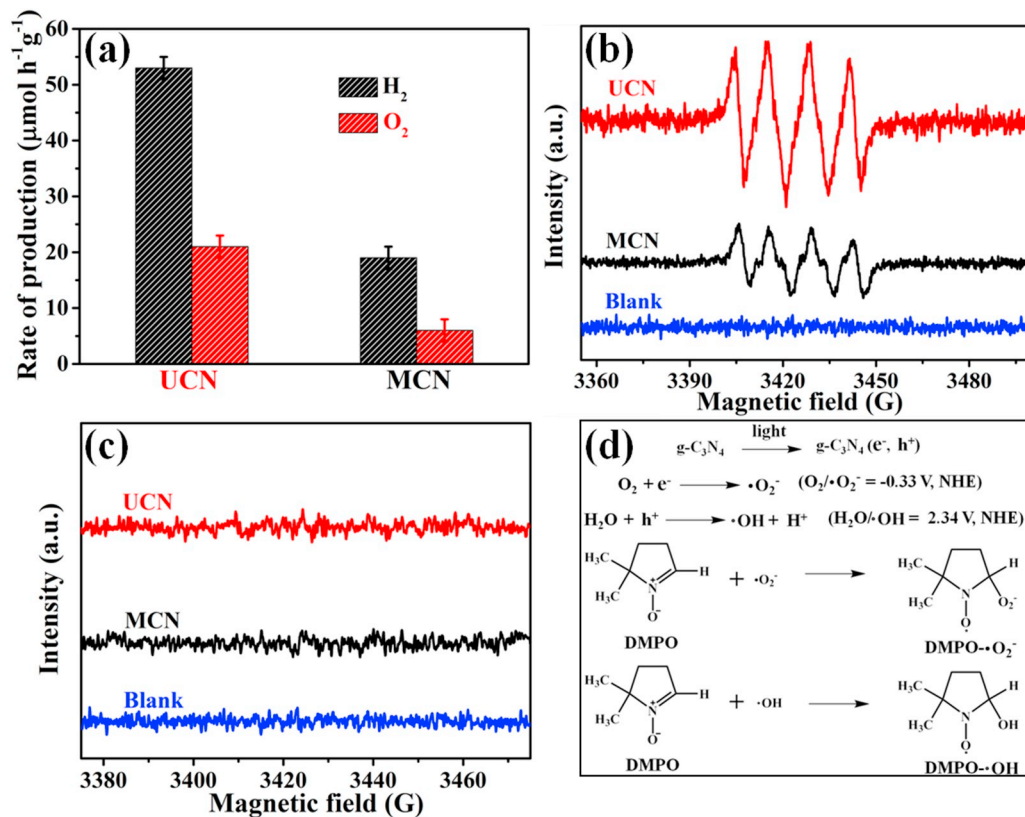 (a)
Rate of production (μmol h⁻¹g⁻¹)
60
50
40
30
20
10
0
H₂
O₂
UCN
MCN
(b)
Intensity (a.u.)
UCN
MCN
Blank
3360
3390
3420
3450
3480
Magnetic field (G)
(c)
Intensity (a.u.)
UCN
MCN
Blank
3380
3400
3420
3440
3460
Magnetic field (G)
(d)
light
g-C₃N₄ → g-C₃N₄ (e⁻, h⁺)
O₂ + e⁻ → •O₂⁻ (O₂/•O₂⁻ = -0.33 V, NHE)
H₂O + h⁺ → ·OH + H⁺ (H₂O/·OH = 2.34 V, NHE)
H₃C
H₃C
N⁺
O⁻
H
+ •O₂⁻ →
H₃C
H₃C
N
O•
H
O₂⁻
DMPO
DMPO-•O₂⁻
H₃C
H₃C
N⁺
O⁻
H
+ ·OH →
H₃C
H₃C
N
O•
H
OH
DMPO
DMPO-•OH